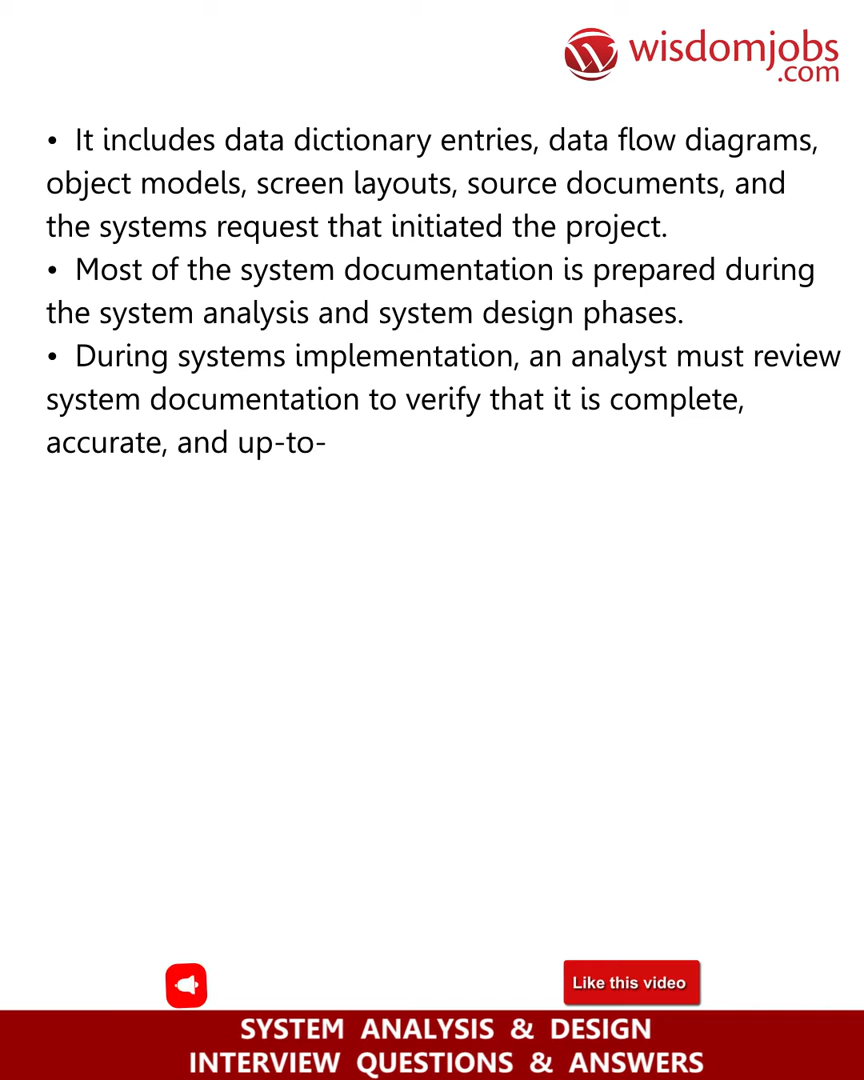 wisdomjobs
.com
• It includes data dictionary entries, data flow diagrams,
object models, screen layouts, source documents, and
the systems request that initiated the project.
• Most of the system documentation is prepared during
the system analysis and system design phases.
• During systems implementation, an analyst must review
system documentation to verify that it is complete,
accurate, and up-to-
Like this video
SYSTEM ANALYSIS & DESIGN
INTERVIEW QUESTIONS & ANSWERS